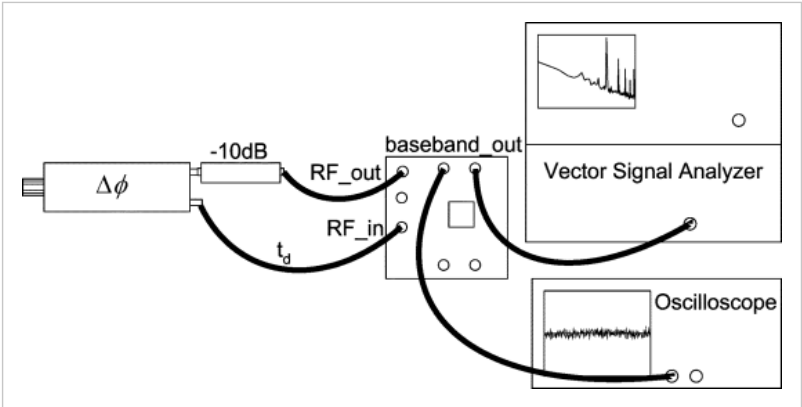 -10dB
Δϕ
RF_out
RF_in
t_d
baseband_out
Vector Signal Analyzer
Oscilloscope